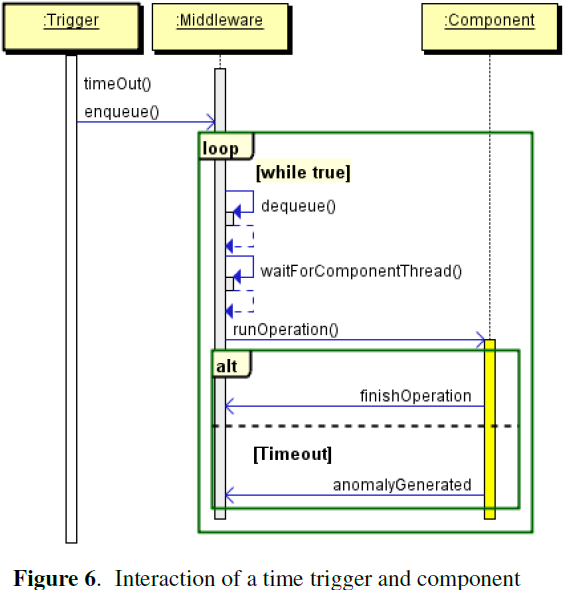 :Trigger :Middleware :Component
timeOut()
enqueue()
loop
[while true]
dequeue()
waitForComponentThread()
runOperation()
alt
finishOperation
[Timeout]
anomalyGenerated
Figure 6. Interaction of a time trigger and component